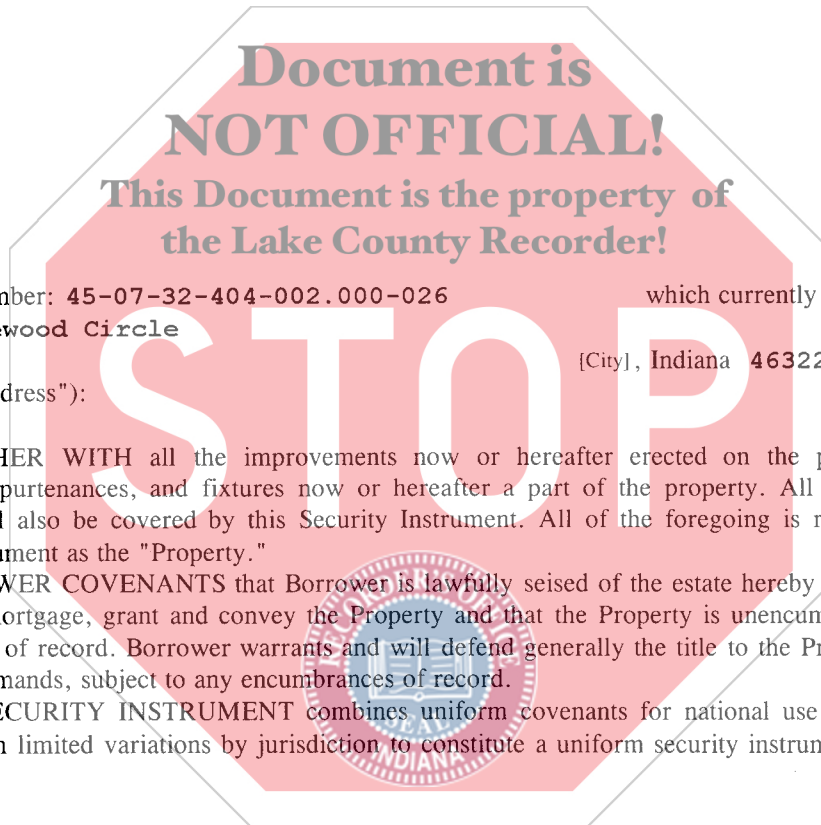 Document is
NOT OFFICIAL!
This Document is the property of
the Lake County Recorder!
nber: 45-07-32-404-002.000-026 which currently
wood Circle
[City], Indiana 46322
dress"):
STOP
HER WITH all the improvements now or hereafter erected on the p
purtenances, and fixtures now or hereafter a part of the property. All
l also be covered by this Security Instrument. All of the foregoing is r
ument as the "Property."
WER COVENANTS that Borrower is lawfully seised of the estate hereby
ortgage, grant and convey the Property and that the Property is unencum
of record. Borrower warrants and will defend generally the title to the Pr
mands, subject to any encumbrances of record.
ECURITY INSTRUMENT combines uniform covenants for national use
n limited variations by jurisdiction to constitute a uniform security instrum
RECORDER OFFICE
SEAL
INDIANA